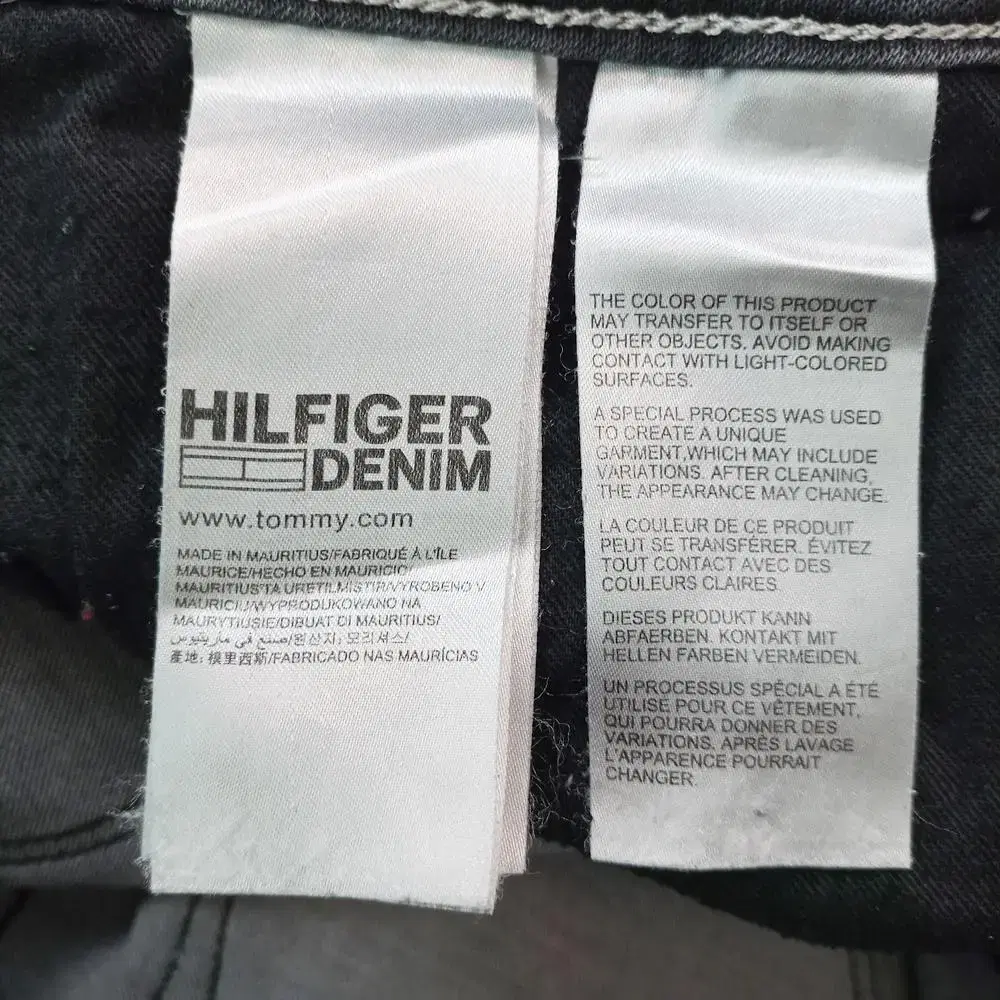 HILFIGER
DENIM
www.tommy.com
MADE IN MAURITIUS/FABRIQUÉ À L'ÎLE
MAURICE/HECHO EN MAURICIO/
MAURITIUS'TA ÜRETİLMİŞTİR/VYROBENO V
MAURICIU/WYPRODUKOWANO NA
MAURYTIUSIE/DIBUAT DI MAURITIUS/
صنع في ماريتيوس/원산지: 모리셔스/
產地: 模里西斯/FABRICADO NAS MAURÍCIAS
THE COLOR OF THIS PRODUCT
MAY TRANSFER TO ITSELF OR
OTHER OBJECTS. AVOID MAKING
CONTACT WITH LIGHT-COLORED
SURFACES.
A SPECIAL PROCESS WAS USED
TO CREATE A UNIQUE
GARMENT,WHICH MAY INCLUDE
VARIATIONS. AFTER CLEANING,
THE APPEARANCE MAY CHANGE.
LA COULEUR DE CE PRODUIT
PEUT SE TRANSFÉRER. ÉVITEZ
TOUT CONTACT AVEC DES
COULEURS CLAIRES.
DIESES PRODUKT KANN
ABFAERBEN. KONTAKT MIT
HELLEN FARBEN VERMEIDEN.
UN PROCESSUS SPÉCIAL A ÉTÉ
UTILISÉ POUR CE VÊTEMENT,
QUI POURRA DONNER DES
VARIATIONS. APRÈS LAVAGE
L'APPARENCE POURRAIT
CHANGER.